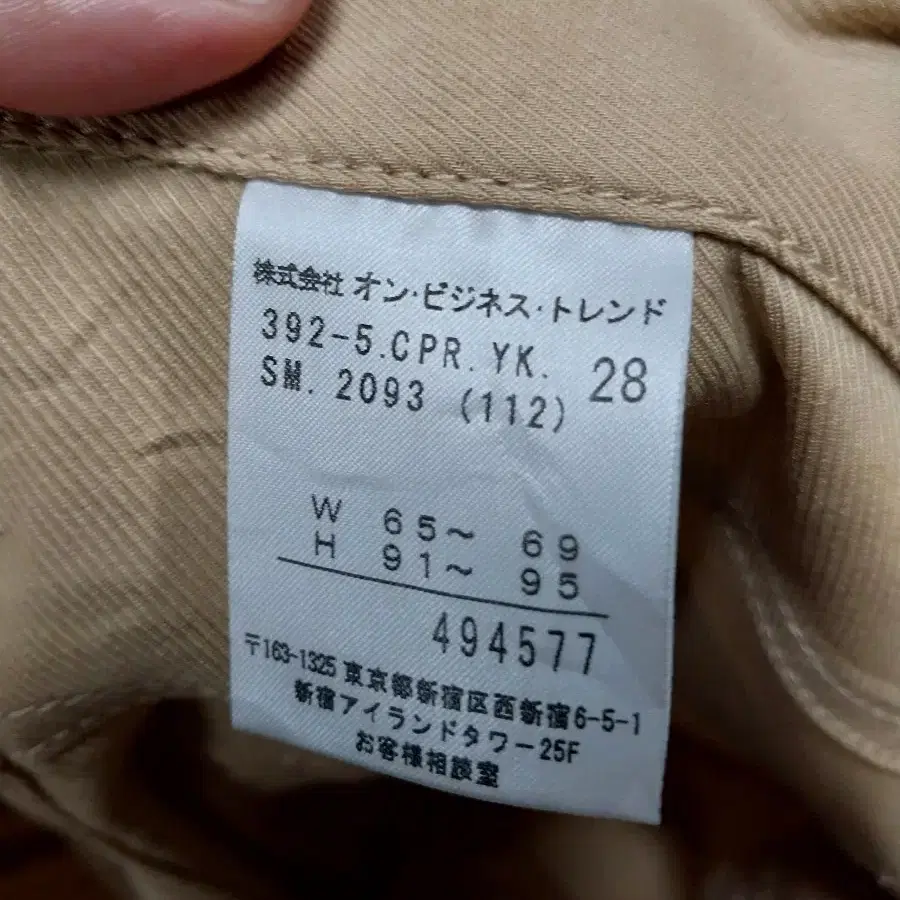 株式会社 オン・ビジネス・トレンド
392-5.CPR.YK. 28
SM. 2093 (112)
W 65〜 69
H 91〜 95
494577
〒163-1325 東京都新宿区西新宿6-5-1
新宿アイランドタワー25F
お客様相談室